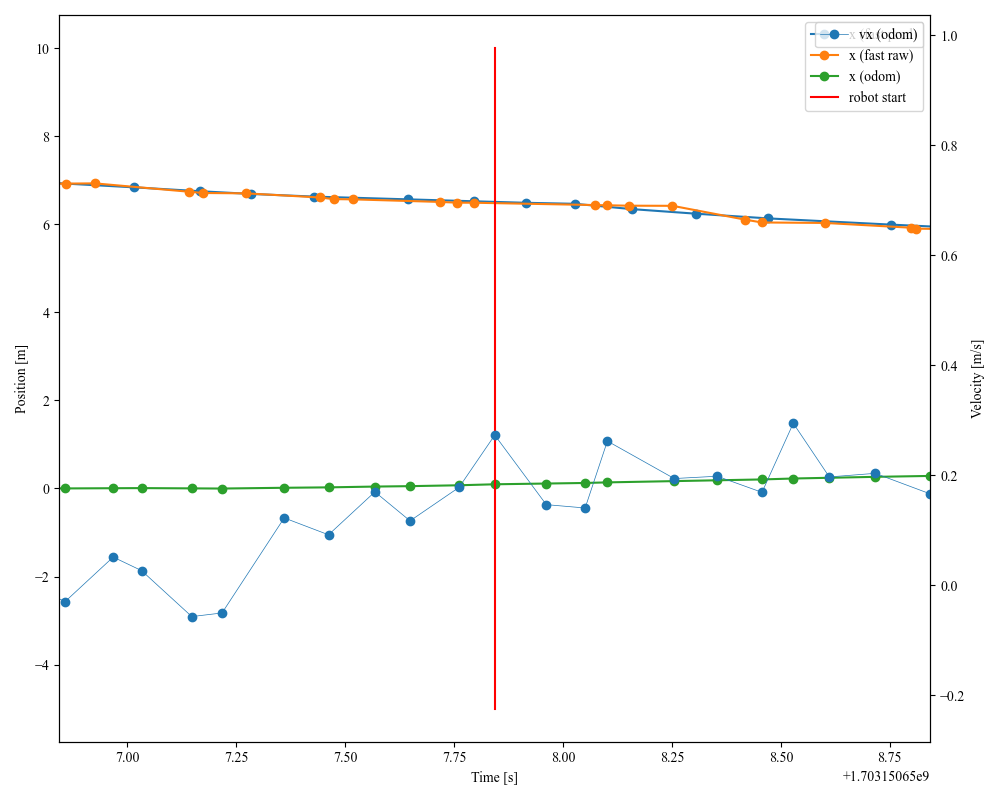 10
8
6
4
2
0
−2
−4
Position [m]
1.0
0.8
0.6
0.4
0.2
0.0
−0.2
Velocity [m/s]
vx (odom)
x (fast raw)
x (odom)
robot start
7.00 7.25 7.50 7.75 8.00 8.25 8.50 8.75
Time [s]
+1.70315065e9